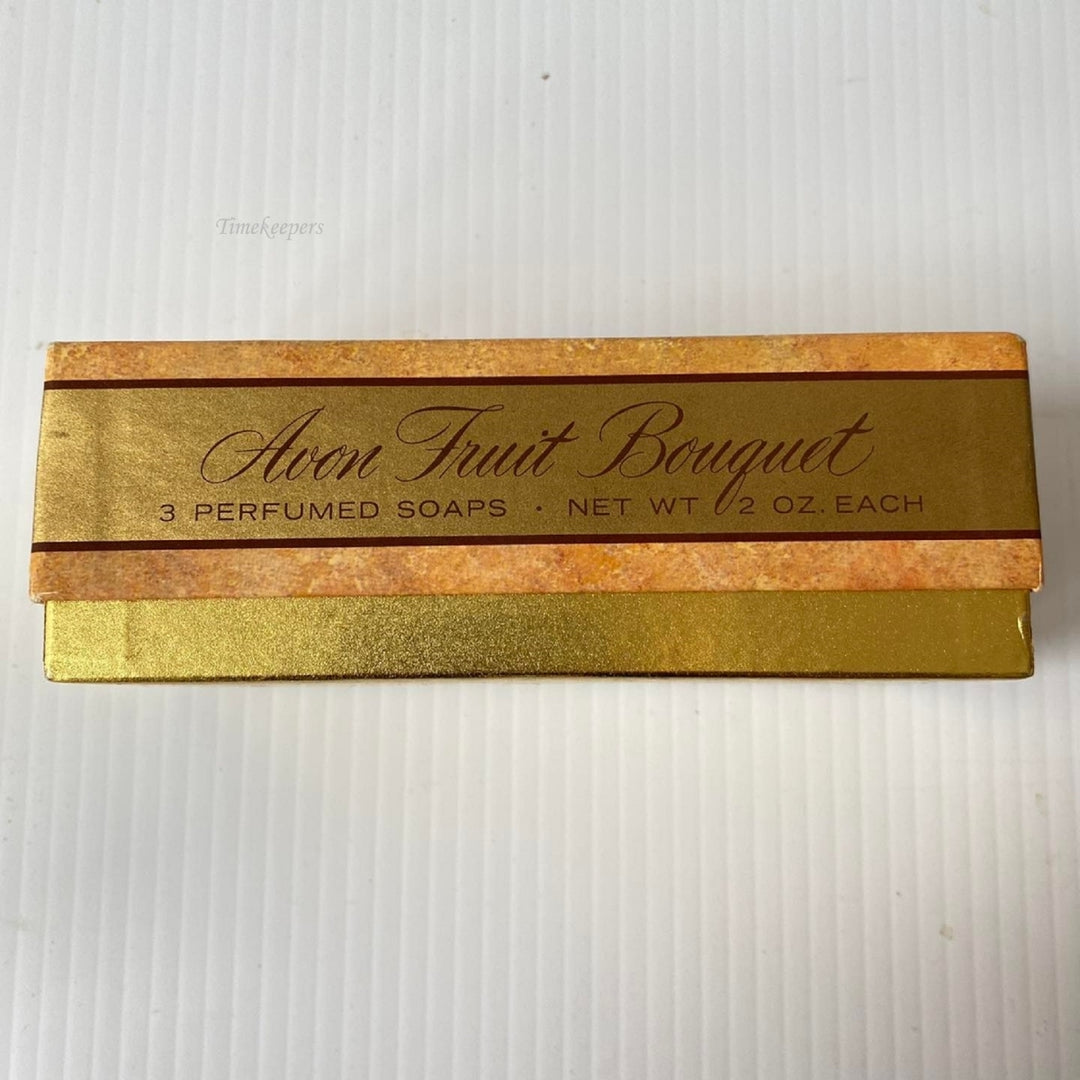 Timekeepers
Avon Fruit Bouquet
3 PERFUMED SOAPS · NET WT 2 OZ. EACH